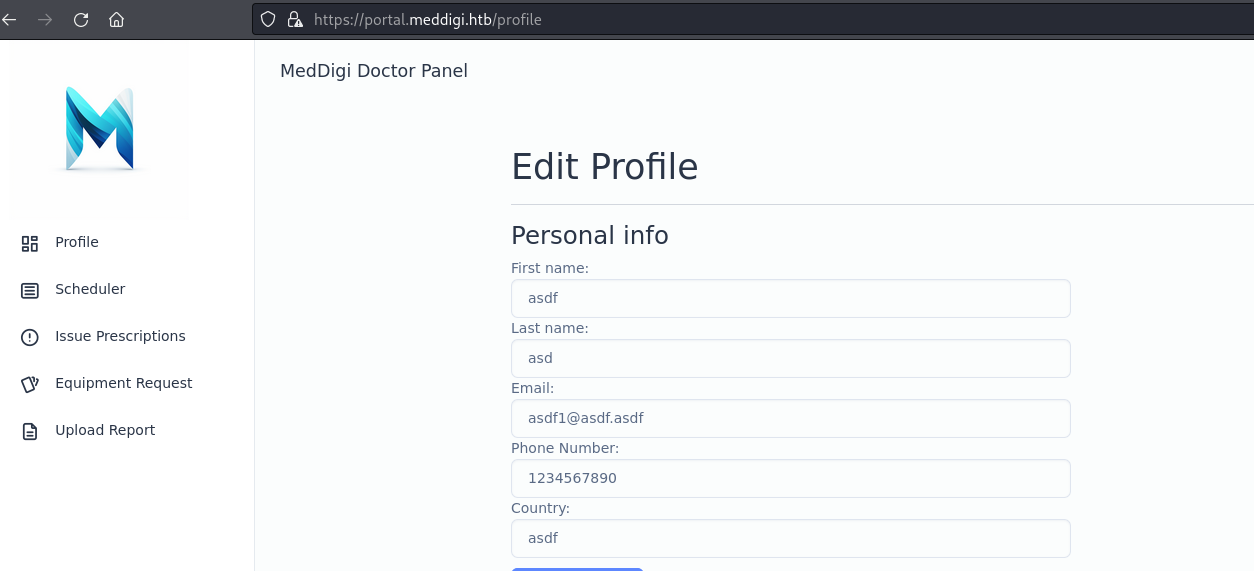 https://portal.meddigi.htb/profile
MedDigi Doctor Panel
Profile
Scheduler
Issue Prescriptions
Equipment Request
Upload Report
Edit Profile
Personal info
First name:
asdf
Last name:
asd
Email:
asdf1@asdf.asdf
Phone Number:
1234567890
Country:
asdf